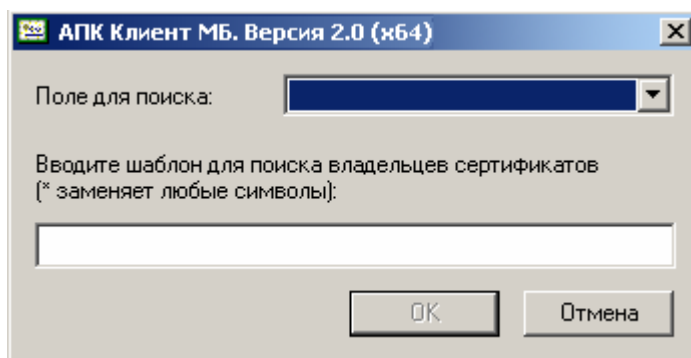 АПК Клиент МБ. Версия 2.0 (x64)
Поле для поиска:
Вводите шаблон для поиска владельцев сертификатов
(* заменяет любые символы):
OK
Отмена